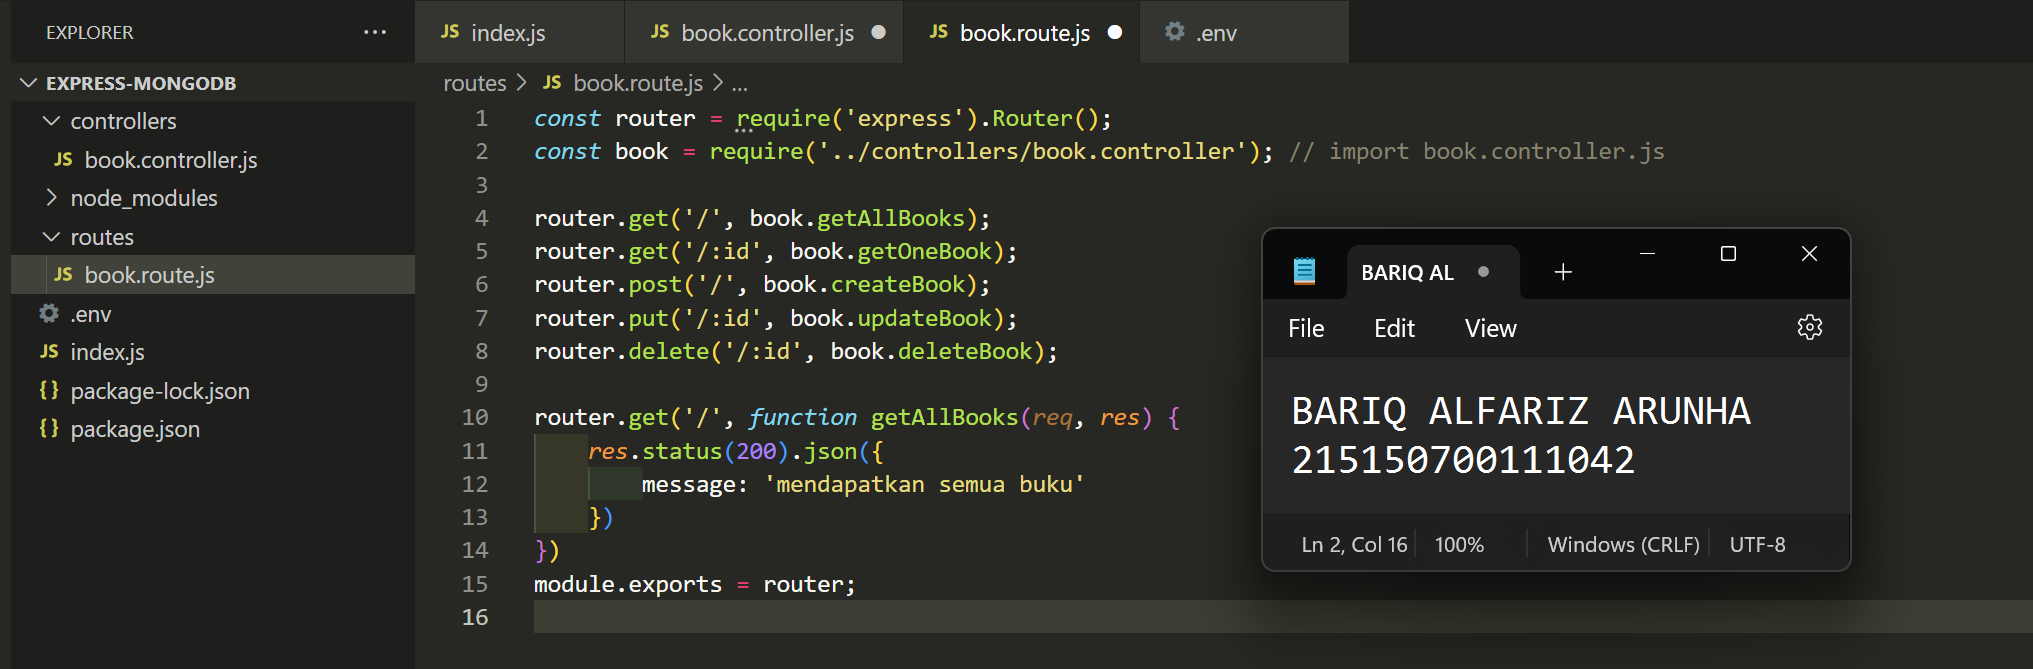 EXPLORER ...
EXPRESS-MONGODB
controllers
JS book.controller.js
node_modules
routes
JS book.route.js
.env
JS index.js
{} package-lock.json
{} package.json
JS index.js JS book.controller.js JS book.route.js .env
routes > JS book.route.js > ...
1 const router = require('express').Router();
2 const book = require('../controllers/book.controller'); // import book.controller.js
3
4 router.get('/', book.getAllBooks);
5 router.get('/:id', book.getOneBook);
6 router.post('/', book.createBook);
7 router.put('/:id', book.updateBook);
8 router.delete('/:id', book.deleteBook);
9
10 router.get('/', function getAllBooks(req, res) {
11 res.status(200).json({
12 message: 'mendapatkan semua buku'
13 })
14 })
15 module.exports = router;
16
BARIQ AL
File Edit View
BARIQ ALFARIZ ARUNHA
215150700111042
Ln 2, Col 16 100% Windows (CRLF) UTF-8